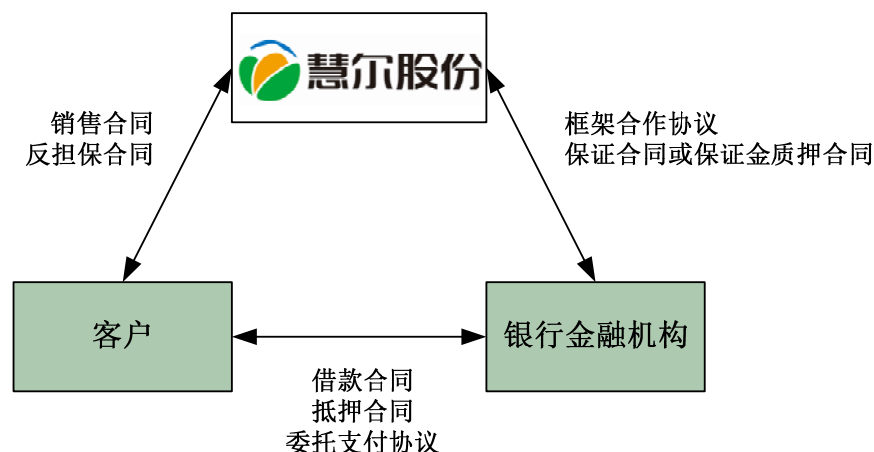 慧尔股份
销售合同
反担保合同
框架合作协议
保证合同或保证金质押合同
客户
银行金融机构
借款合同
抵押合同
委托支付协议